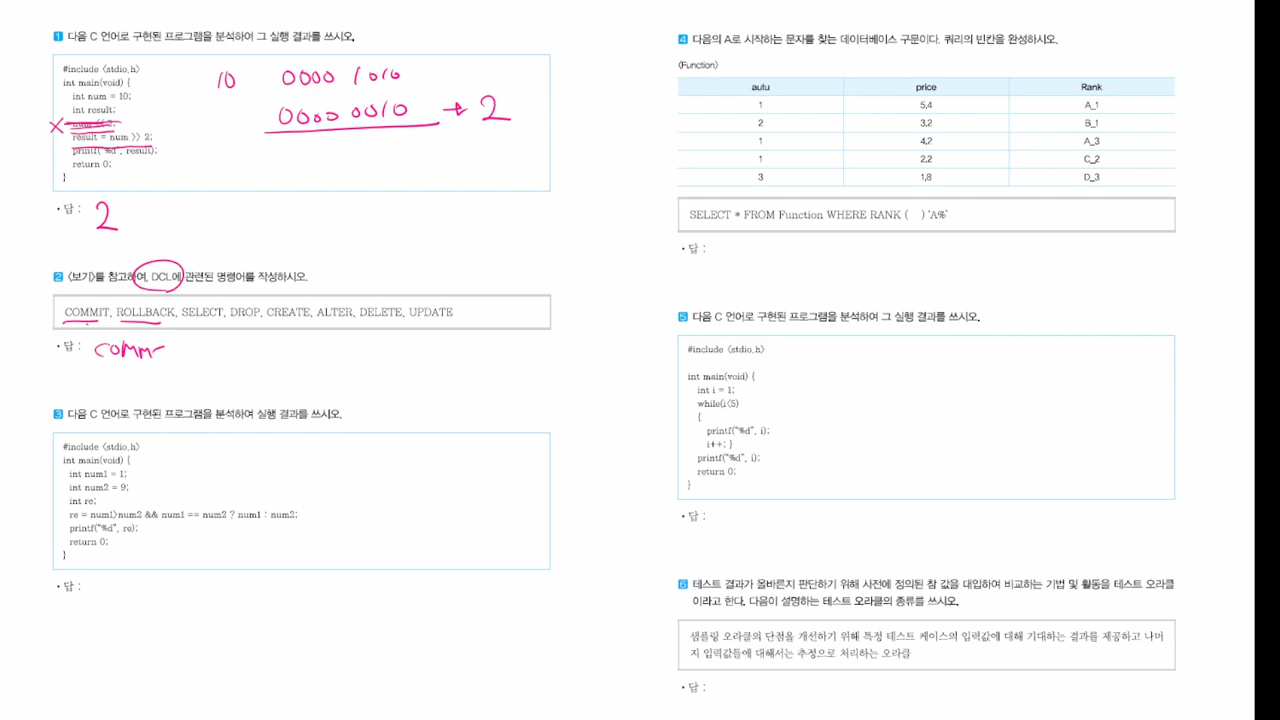 1 다음 C 언어로 구현된 프로그램을 분석하여 그 실행 결과를 쓰시오.
#include <stdio.h>
int main(void) {
int num = 10;
int result;
num << 2;
result = num >> 2;
printf("%d", result);
return 0;
}
10 0000 1010
0000 0010 → 2
• 답 : 2
2 <보기>를 참고하여, DCL에 관련된 명령어를 작성하시오.
COMMIT, ROLLBACK, SELECT, DROP, CREATE, ALTER, DELETE, UPDATE
• 답 : comm
3 다음 C 언어로 구현된 프로그램을 분석하여 실행 결과를 쓰시오.
#include <stdio.h>
int main(void) {
int num1 = 1;
int num2 = 9;
int re;
re = num1>num2 && num1 == num2 ? num1 : num2;
printf("%d", re);
return 0;
}
• 답 :
4 다음의 A로 시작하는 문자를 찾는 데이터베이스 구문이다. 쿼리의 빈칸을 완성하시오.
<Function>
autu price Rank
1 5,4 A_1
2 3,2 B_1
1 4,2 A_3
1 2,2 C_2
3 1,8 D_3
SELECT * FROM Function WHERE RANK ( ) 'A%'
• 답 :
5 다음 C 언어로 구현된 프로그램을 분석하여 그 실행 결과를 쓰시오.
#include <stdio.h>
int main(void) {
int i = 1;
while(i<5)
{
printf("%d", i);
i++; }
printf("%d", i);
return 0;
}
• 답 :
6 테스트 결과가 올바른지 판단하기 위해 사전에 정의된 참 값을 대입하여 비교하는 기법 및 활동을 테스트 오라클
이라고 한다. 다음이 설명하는 테스트 오라클의 종류를 쓰시오.
샘플링 오라클의 단점을 개선하기 위해 특정 테스트 케이스의 입력값에 대해 기대하는 결과를 제공하고 나머
지 입력값들에 대해서는 추정으로 처리하는 오라클
• 답 :